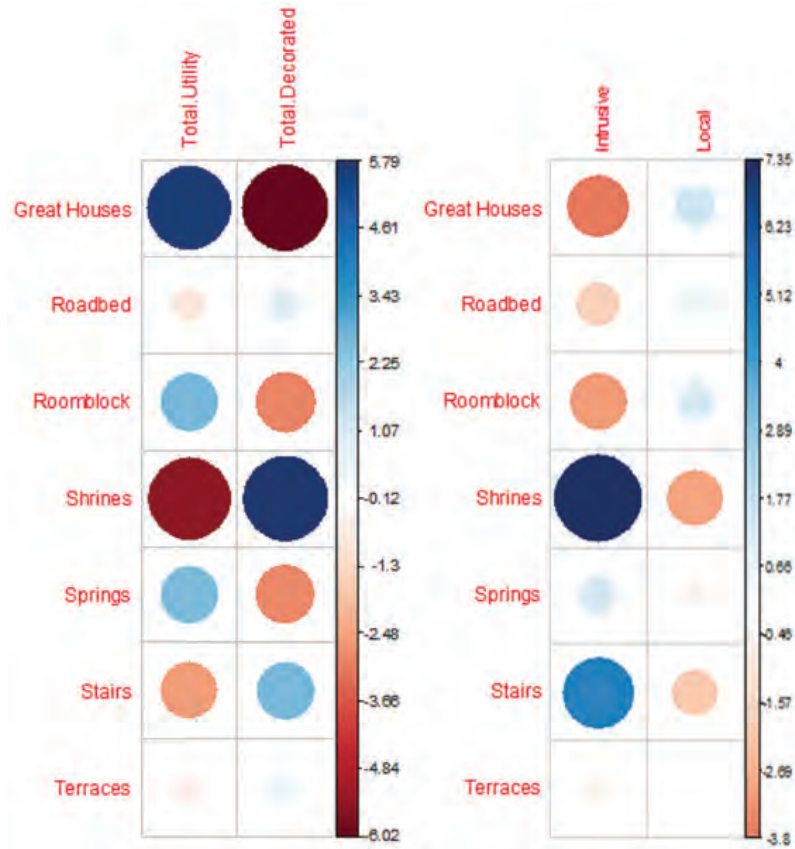 Total.Utility
Total.Decorated
Great Houses
Roadbed
Roomblock
Shrines
Springs
Stairs
Terraces
5.79
4.61
3.43
2.25
1.07
-0.12
-1.3
-2.48
-3.66
-4.84
-6.02
Intrusive
Local
Great Houses
Roadbed
Roomblock
Shrines
Springs
Stairs
Terraces
7.35
6.23
5.12
4
2.89
1.77
0.66
-0.46
-1.57
-2.69
-3.8